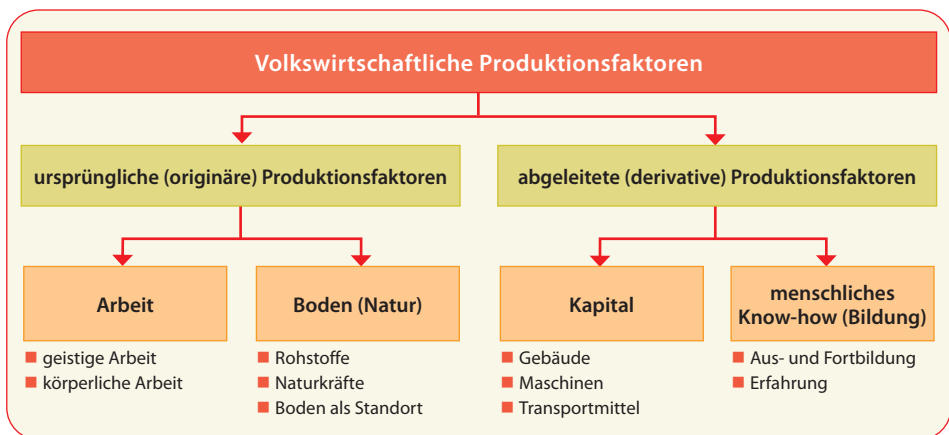 Volkswirtschaftliche Produktionsfaktoren
ursprüngliche (originäre) Produktionsfaktoren
abgeleitete (derivative) Produktionsfaktoren
Arbeit
geistige Arbeit
körperliche Arbeit
Boden (Natur)
Rohstoffe
Naturkräfte
Boden als Standort
Kapital
Gebäude
Maschinen
Transportmittel
menschliches
Know-how (Bildung)
Aus- und Fortbildung
Erfahrung